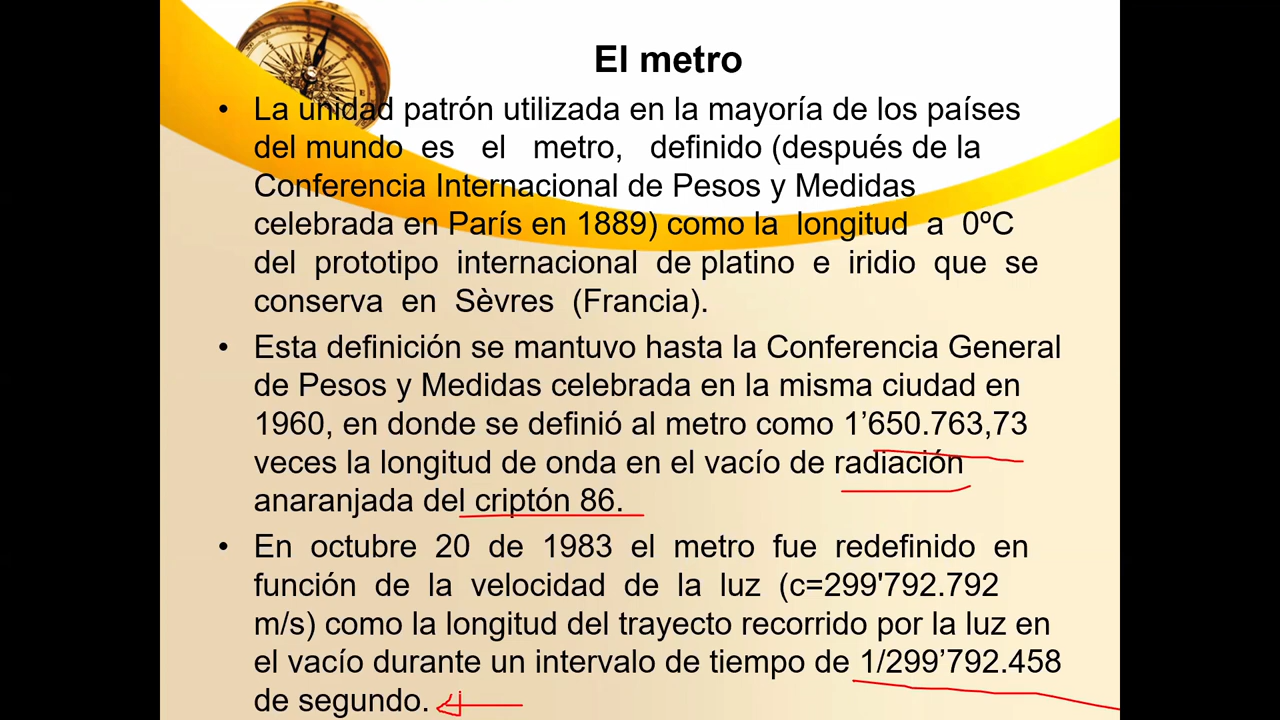 El metro
• La unidad patrón utilizada en la mayoría de los países
del mundo es el metro, definido (después de la
Conferencia Internacional de Pesos y Medidas
celebrada en París en 1889) como la longitud a 0ºC
del prototipo internacional de platino e iridio que se
conserva en Sèvres (Francia).
• Esta definición se mantuvo hasta la Conferencia General
de Pesos y Medidas celebrada en la misma ciudad en
1960, en donde se definió al metro como 1’650.763,73
veces la longitud de onda en el vacío de radiación
anaranjada del criptón 86.
• En octubre 20 de 1983 el metro fue redefinido en
función de la velocidad de la luz (c=299'792.792
m/s) como la longitud del trayecto recorrido por la luz en
el vacío durante un intervalo de tiempo de 1/299’792.458
de segundo.